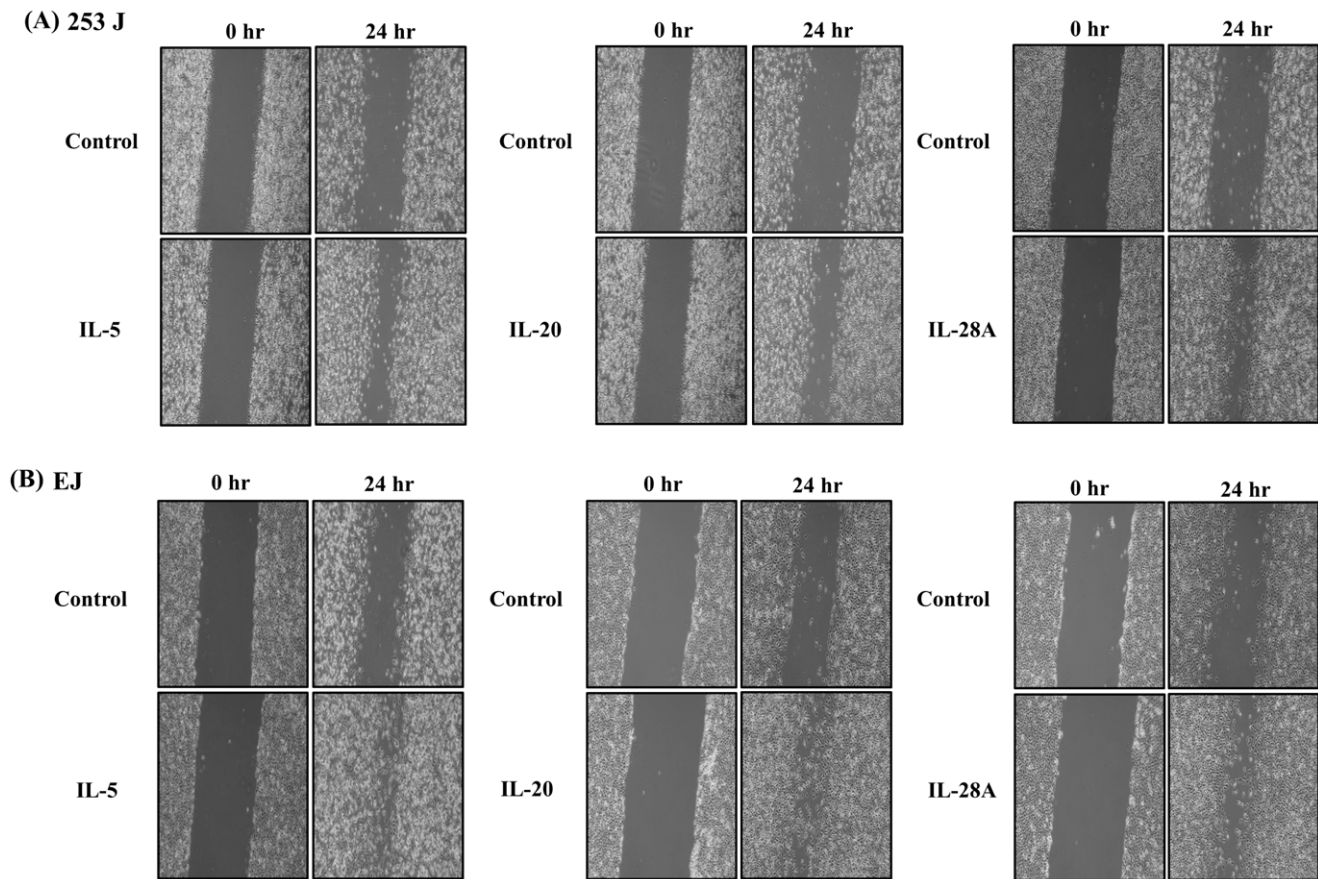 (A) 253 J
0 hr 24 hr 0 hr 24 hr 0 hr 24 hr
Control Control Control
IL-5 IL-20 IL-28A
(B) EJ
0 hr 24 hr 0 hr 24 hr 0 hr 24 hr
Control Control Control
IL-5 IL-20 IL-28A